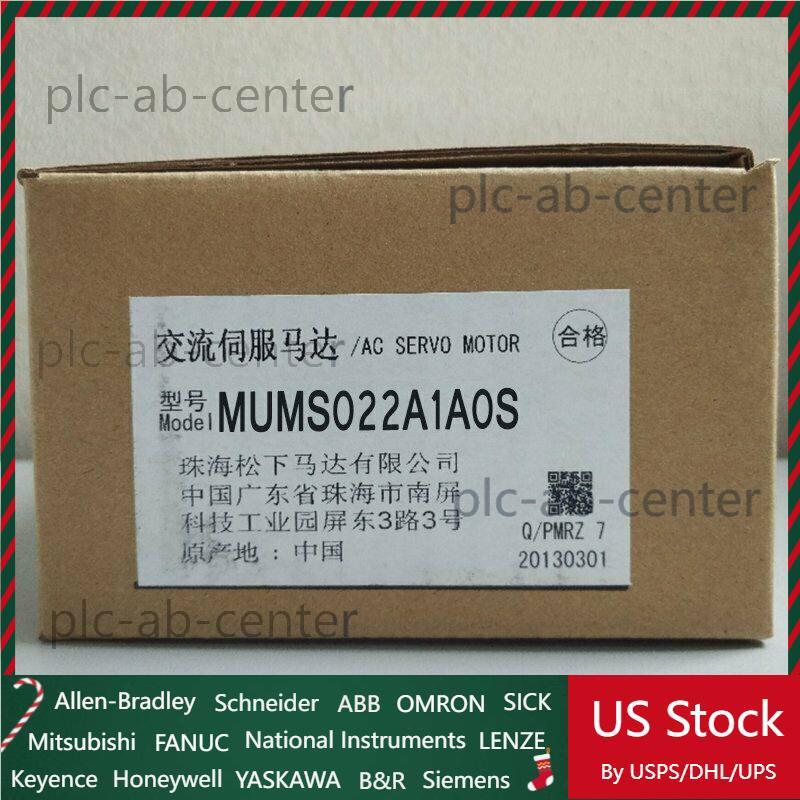 plc-ab-center
plc-ab-center
交流伺服马达 /AC SERVO MOTOR
合格
plc-ab-center
型号
Model MUMS022A1A0S
珠海松下马达有限公司
中国广东省珠海市南屏
科技工业园屏东3路3号
原产地：中国
plc-ab-center
Q/PMRZ 7
20130301
plc-ab-center
Allen-Bradley Schneider ABB OMRON SICK
Mitsubishi FANUC National Instruments LENZE
Keyence Honeywell YASKAWA B&R Siemens
US Stock
By USPS/DHL/UPS